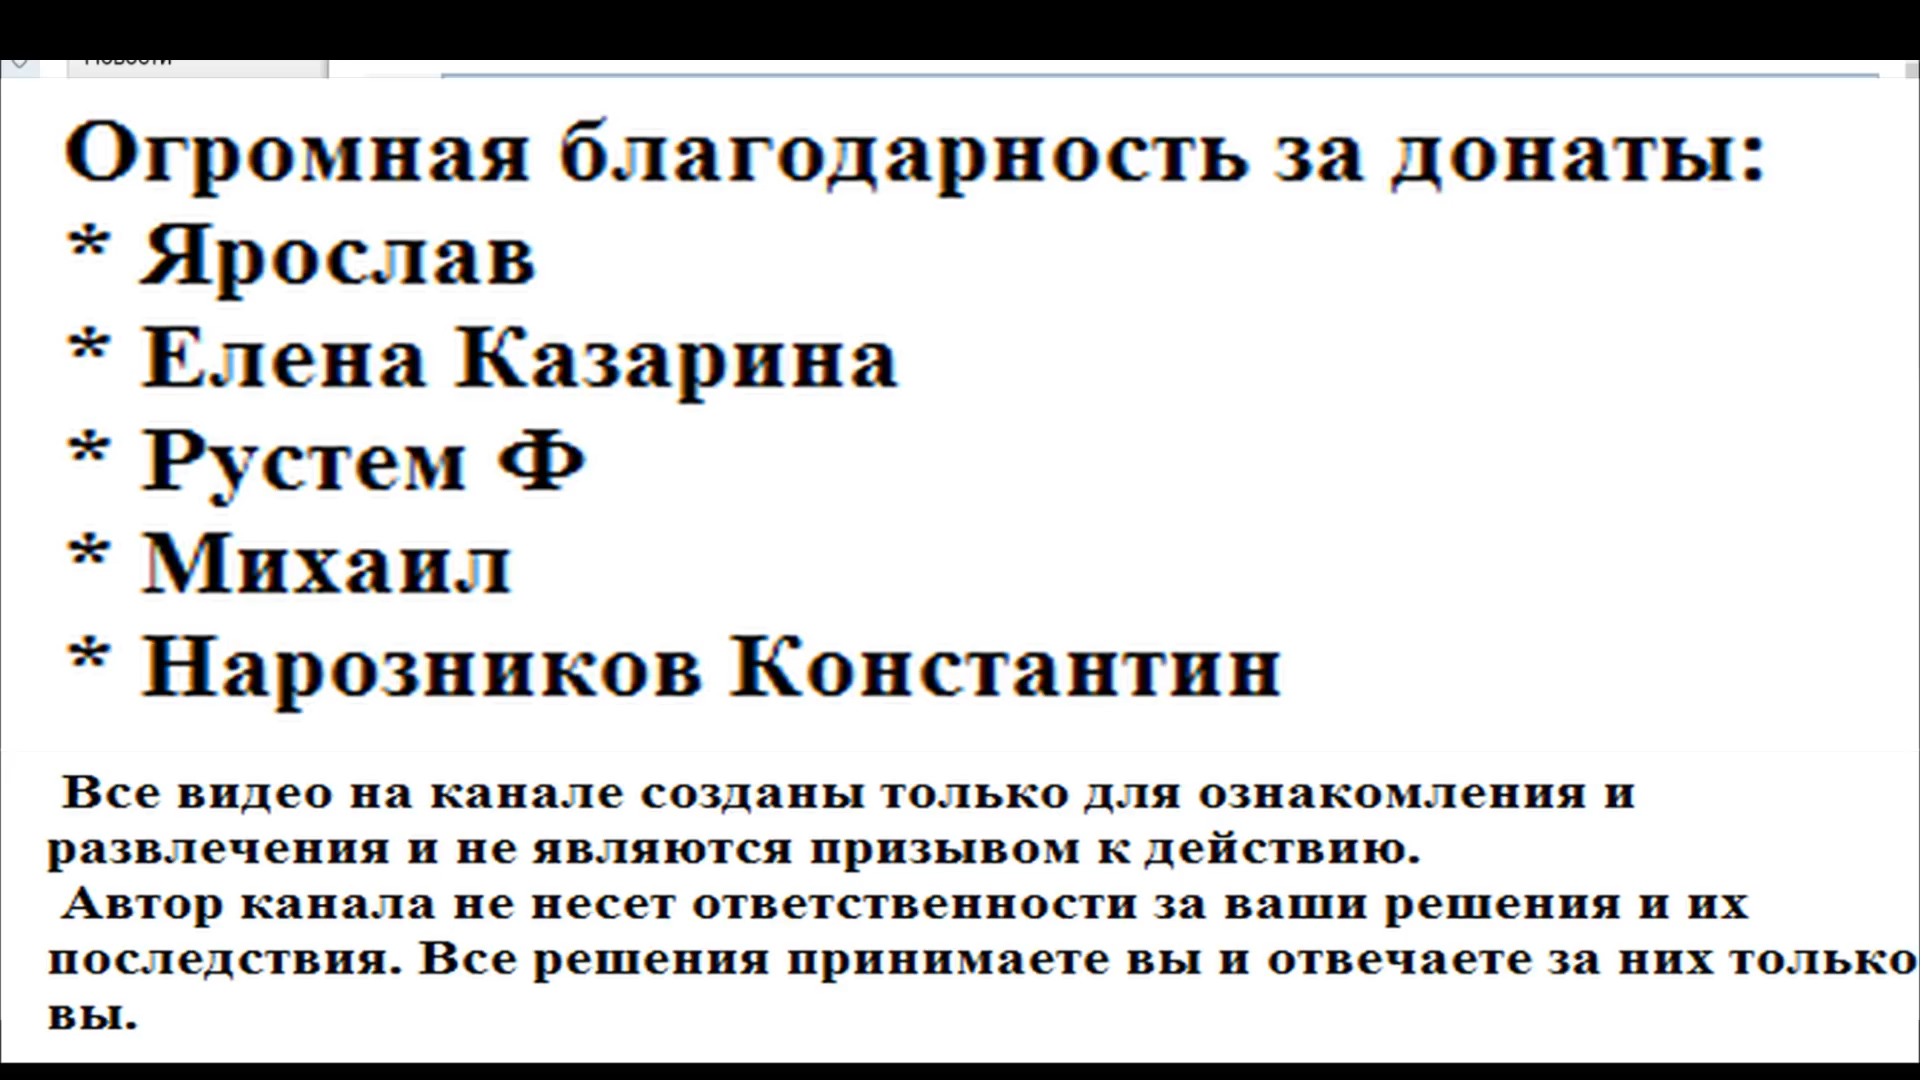 Новости
Огромная благодарность за донаты:
* Ярослав
* Елена Казарина
* Рустем Ф
* Михаил
* Нарозников Константин
Все видео на канале созданы только для ознакомления и
развлечения и не являются призывом к действию.
Автор канала не несет ответственности за ваши решения и их
последствия. Все решения принимаете вы и отвечаете за них только
вы.